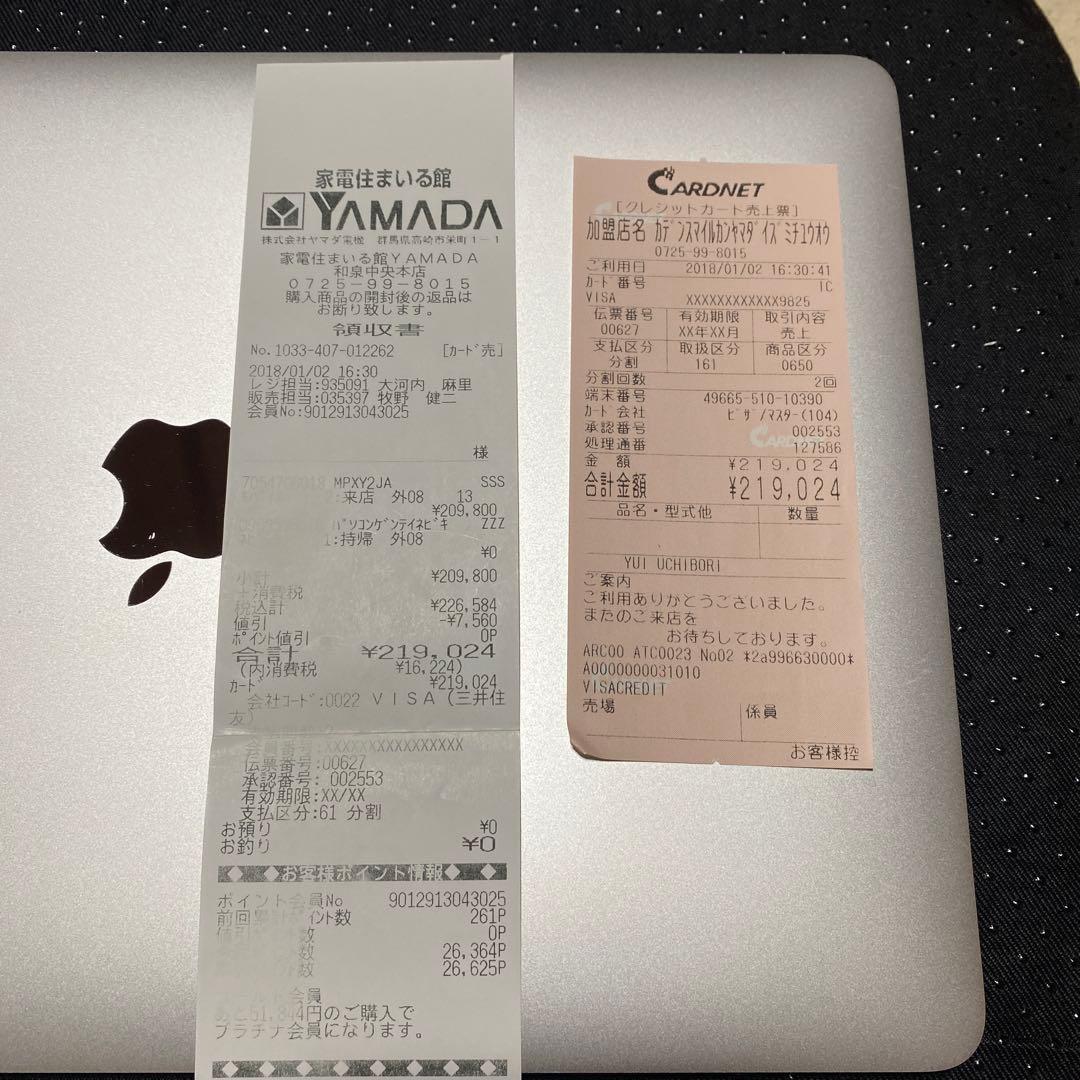 家電住まいる館
YAMADA
株式会社ヤマダ電機 群馬県高崎市栄町1-1
家電住まいる館YAMADA
和泉中央本店
0725-99-8015
購入商品の開封後の返品は
お断り致します。
領収書
No.1033-407-012262 [カード売]
2018/01/02 16:30
レジ担当:935091 大河内 麻里
販売担当:035397 牧野 健二
会員No:9012913043025
様
MPXY2JA SSS
:来店 外08 13
¥209,800
パソコンゲンテイネビキ ZZZ
1:持帰 外08
¥0
小計 ¥209,800
+消費税
税込計 ¥226,584
値引 -¥7,560
ポイント値引 0P
合計 ¥219,024
(内消費税 ¥16,224)
カード ¥219,024
会社コード:0022 VISA(三井住
友)
会員番号:XXXXXXXXXXXXXXXX
伝票番号:00627
承認番号: 002553
有効期限:XX/XX
支払区分:61 分割
お預り ¥0
お釣り ¥0
お客様ポイント情報
ポイント会員No 9012913043025
前回累計ポイント数 261P
値引 数 0P
数 26,364P
数 26,625P
会員
あと51,844円のご購入で
プラチナ会員になります。
CARDNET
[クレジットカード売上票]
加盟店名 カデンスマイルカンヤマダイズミチュウオウ
0725-99-8015
ご利用日 2018/01/02 16:30:41
カード番号 IC
VISA XXXXXXXXXXXX9825
伝票番号 有効期限 取引内容
00627 XX年XX月 売上
支払区分 取扱区分 商品区分
分割 161 0650
分割回数 2回
端末番号 49665-510-10390
カード会社 ビザ/マスター(104)
承認番号 002553
処理通番 127586
金 額 ¥219,024
合計金額 ¥219,024
品名・型式他 数量
YUI UCHIBORI
ご案内
ご利用ありがとうございました。
またのご来店を
お待ちしております。
ARC00 ATC0023 No02 *2a996630000*
A0000000031010
VISACREDIT
売場 係員
お客様控